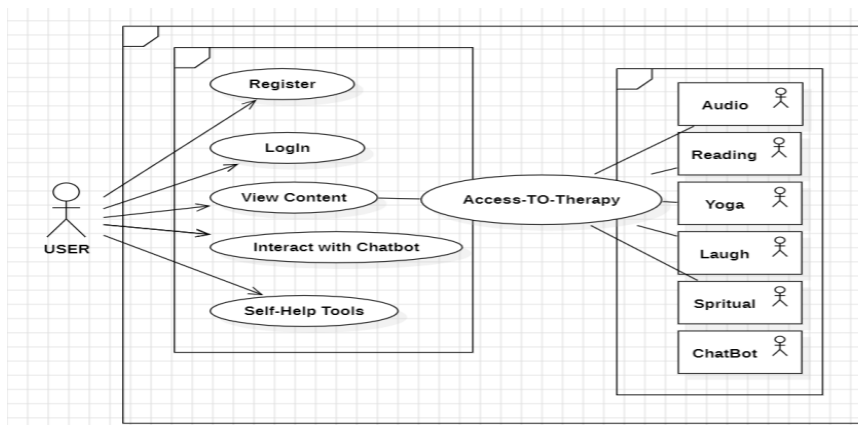 Register
LogIn
View Content
Interact with Chatbot
Self-Help Tools
USER
Access-TO-Therapy
Audio
Reading
Yoga
Laugh
Spritual
ChatBot